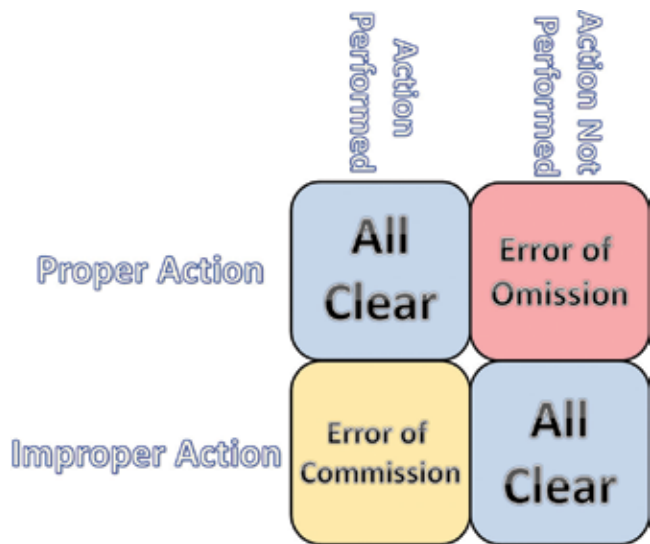 Action
Performed
Action Not
Performed
Proper Action
All
Clear
Error of
Omission
Improper Action
Error of
Commission
All
Clear